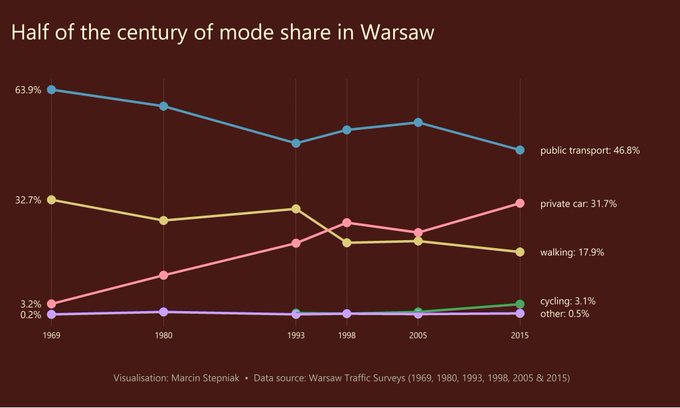 Half of the century of mode share in Warsaw
63.9%
public transport: 46.8%
32.7%
private car: 31.7%
walking: 17.9%
3.2%
cycling: 3.1%
0.2%
other: 0.5%
1969 1980 1993 1998 2005 2015
Visualisation: Marcin Stepniak • Data source: Warsaw Traffic Surveys (1969, 1980, 1993, 1998, 2005 & 2015)